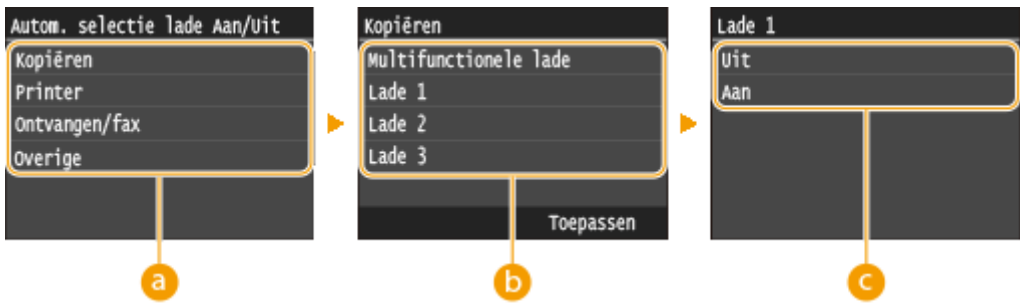 Autom. selectie lade Aan/Uit
Kopiëren
Printer
Ontvangen/fax
Overige
a
Kopiëren
Multifunctionele lade
Lade 1
Lade 2
Lade 3
Toepassen
b
Lade 1
Uit
Aan
c